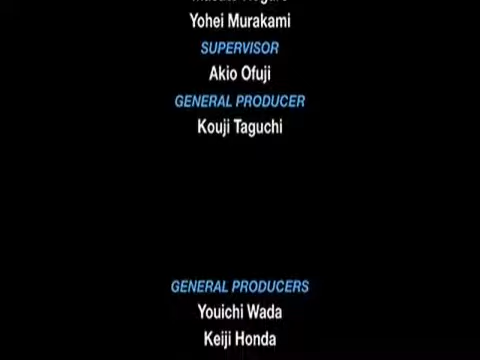 Yohei Murakami
SUPERVISOR
Akio Ofuji
GENERAL PRODUCER
Kouji Taguchi
GENERAL PRODUCERS
Youichi Wada
Keiji Honda